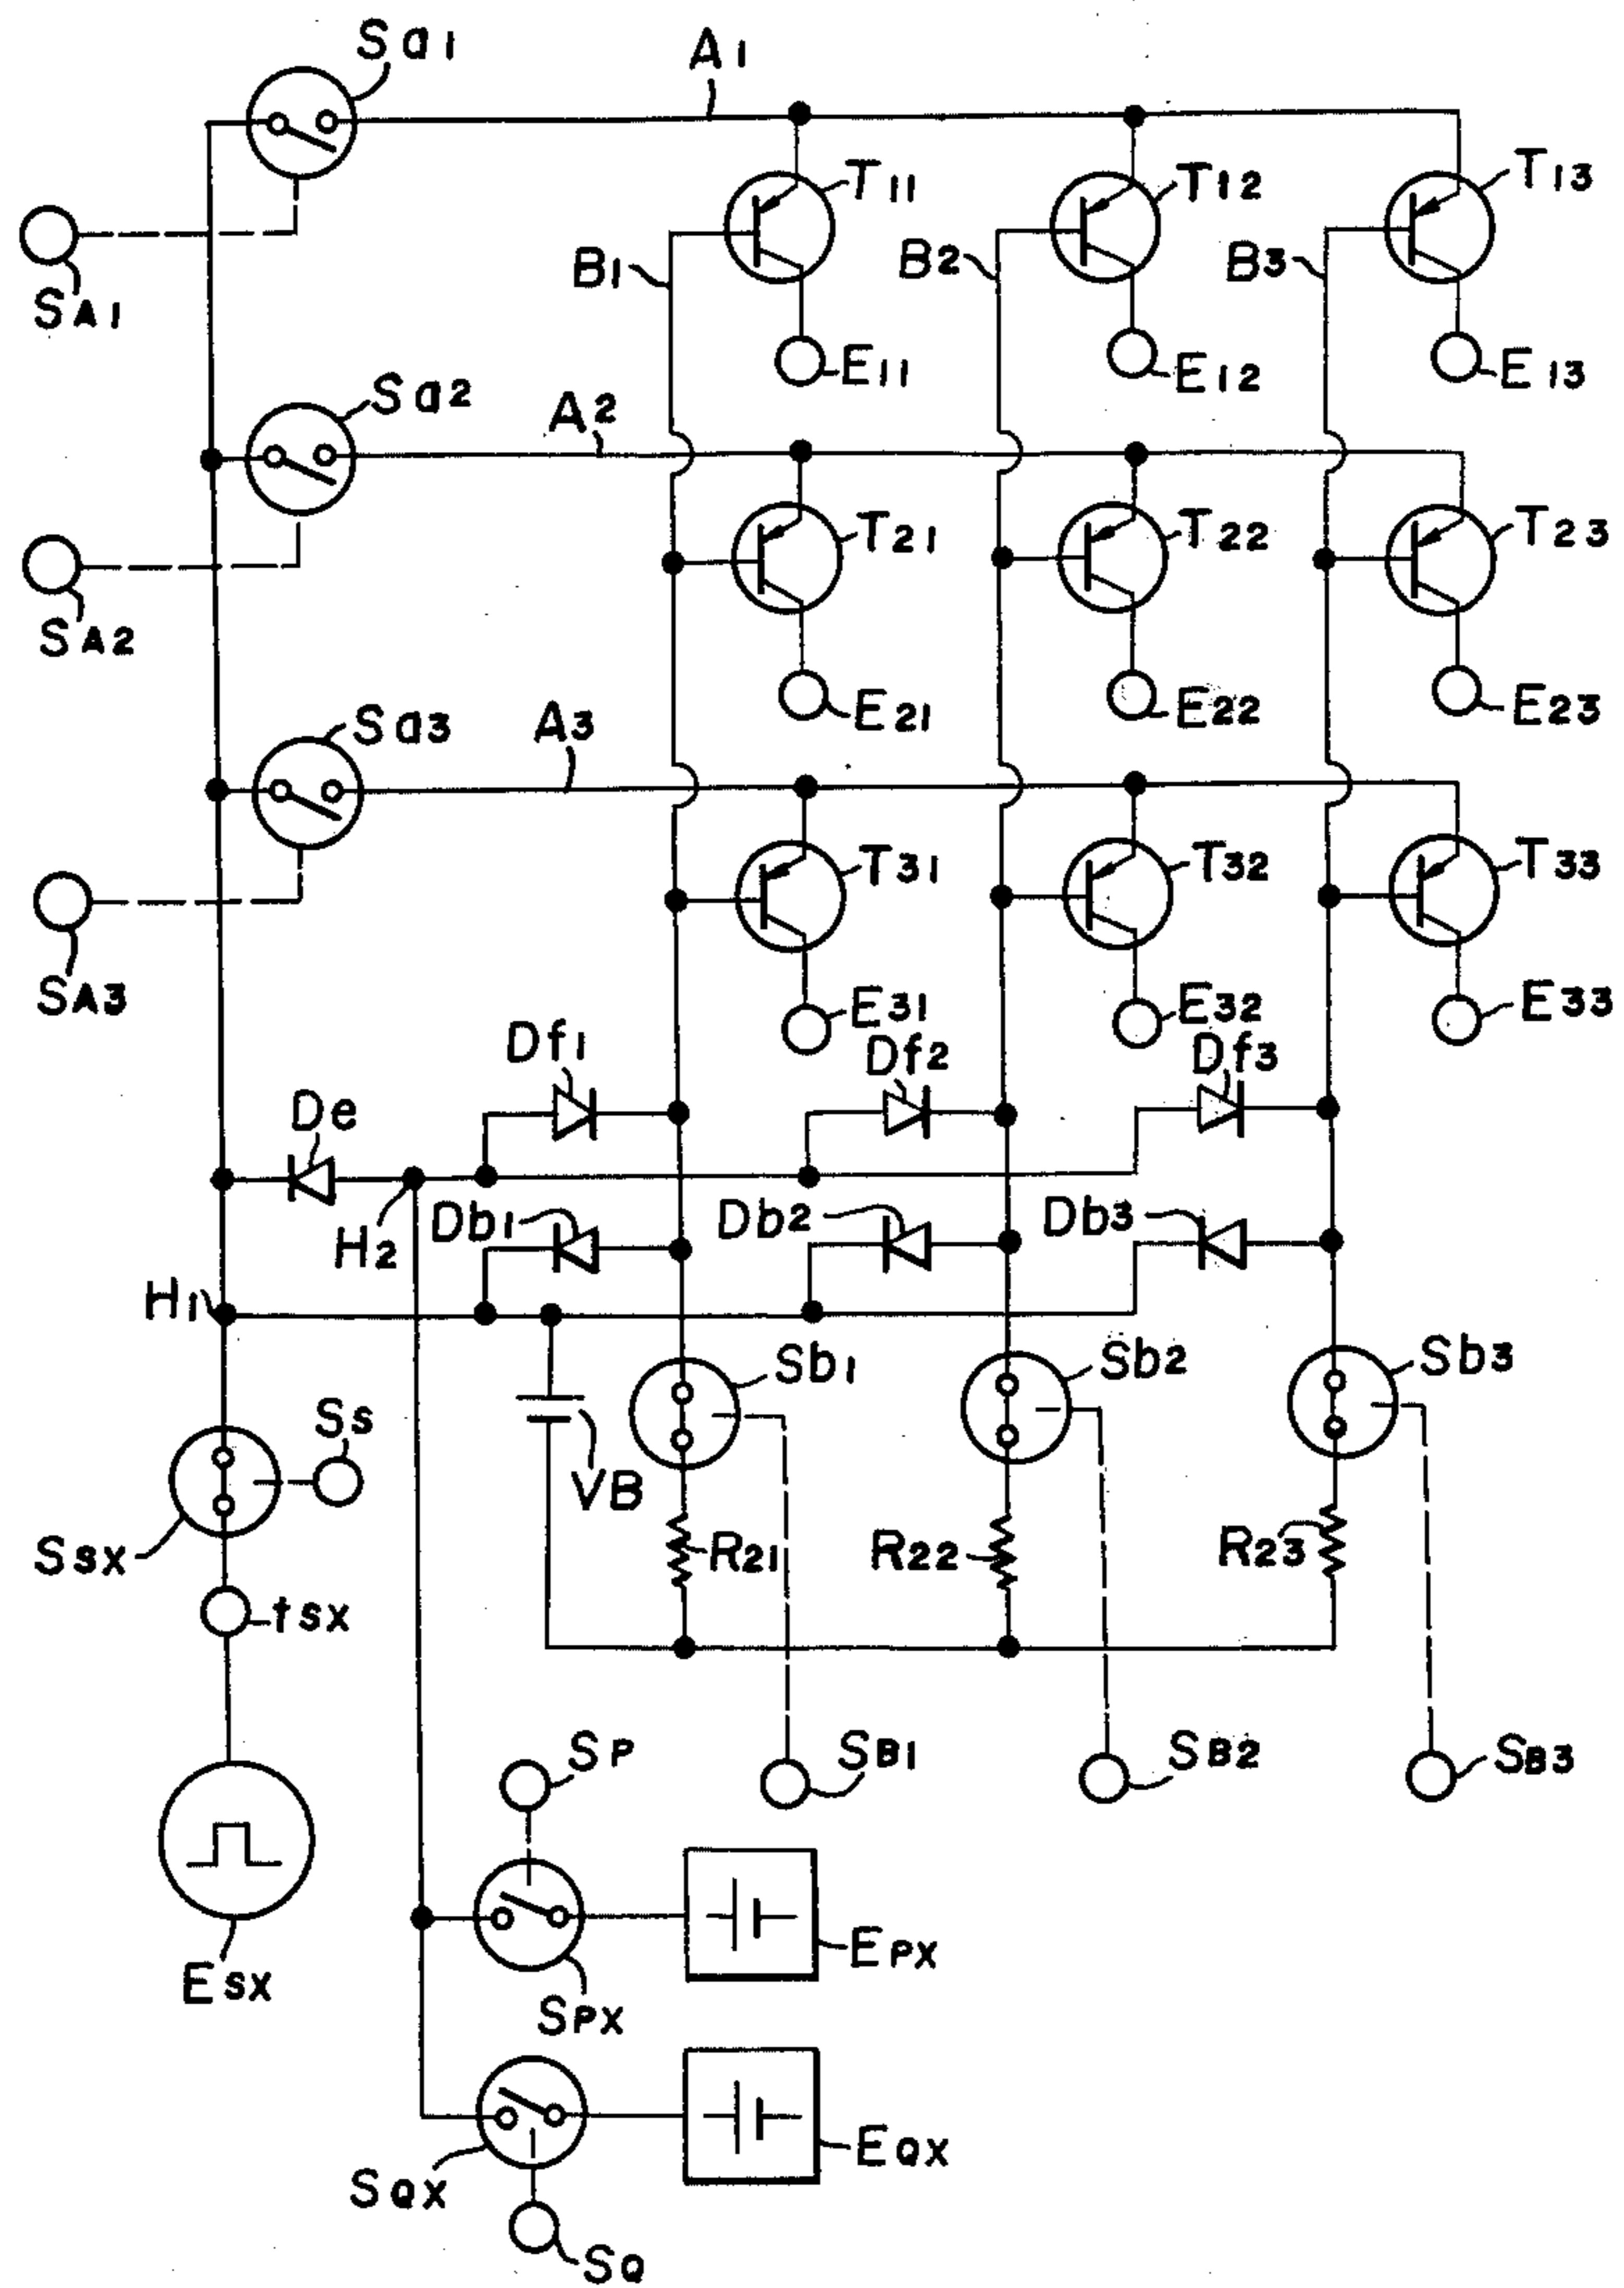 Sa1
A1
T11
T12
T13
B1
B2
B3
SA1
E11
E12
E13
Sa2
A2
T21
T22
T23
SA2
E21
E22
E23
Sa3
A3
T31
T32
T33
SA3
E31
E32
E33
Df1
Df2
Df3
De
H2
Db1
Db2
Db3
H1
Sb1
Sb2
Sb3
Ss
VB
SSX
R21
R22
R23
tsx
SP
SB1
SB2
SB3
ESX
EPX
SPX
SQX
EQX
SQ